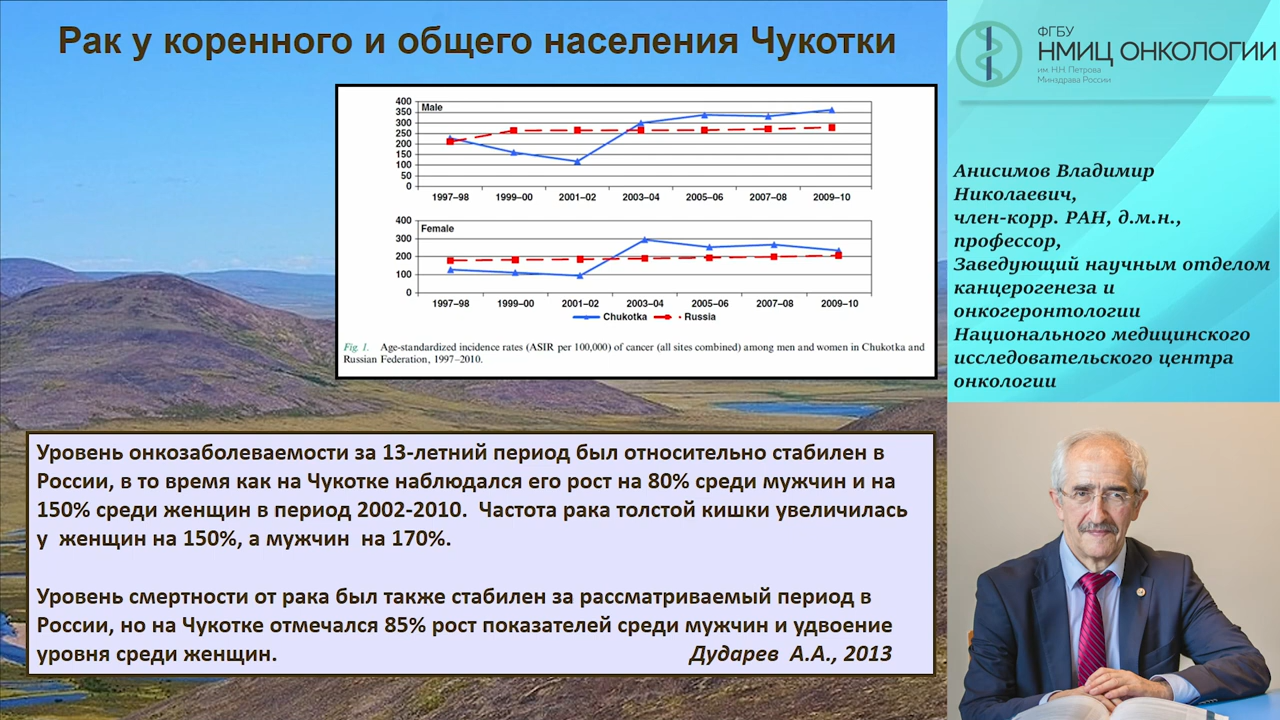 Рак у коренного и общего населения Чукотки
400
350
300
250
200
150
100
50
0
Male
1997–98 1999–00 2001–02 2003–04 2005–06 2007–08 2009–10
400
300
200
100
0
Female
1997–98 1999–00 2001–02 2003–04 2005–06 2007–08 2009–10
Chukotka Russia
Fig. 1. Age-standardized incidence rates (ASIR per 100,000) of cancer (all sites combined) among men and women in Chukotka and
Russian Federation, 1997–2010.
Уровень онкозаболеваемости за 13-летний период был относительно стабилен в
России, в то время как на Чукотке наблюдался его рост на 80% среди мужчин и на
150% среди женщин в период 2002-2010. Частота рака толстой кишки увеличилась
у женщин на 150%, а мужчин на 170%.
Уровень смертности от рака был также стабилен за рассматриваемый период в
России, но на Чукотке отмечался 85% рост показателей среди мужчин и удвоение
уровня среди женщин. Дударев А.А., 2013
ФГБУ
НМИЦ ОНКОЛОГИИ
им. Н.Н. Петрова
Минздрава России
Анисимов Владимир
Николаевич,
член-корр. РАН, д.м.н.,
профессор,
Заведующий научным отделом
канцерогенеза и
онкогеронтологии
Национального медицинского
исследовательского центра
онкологии